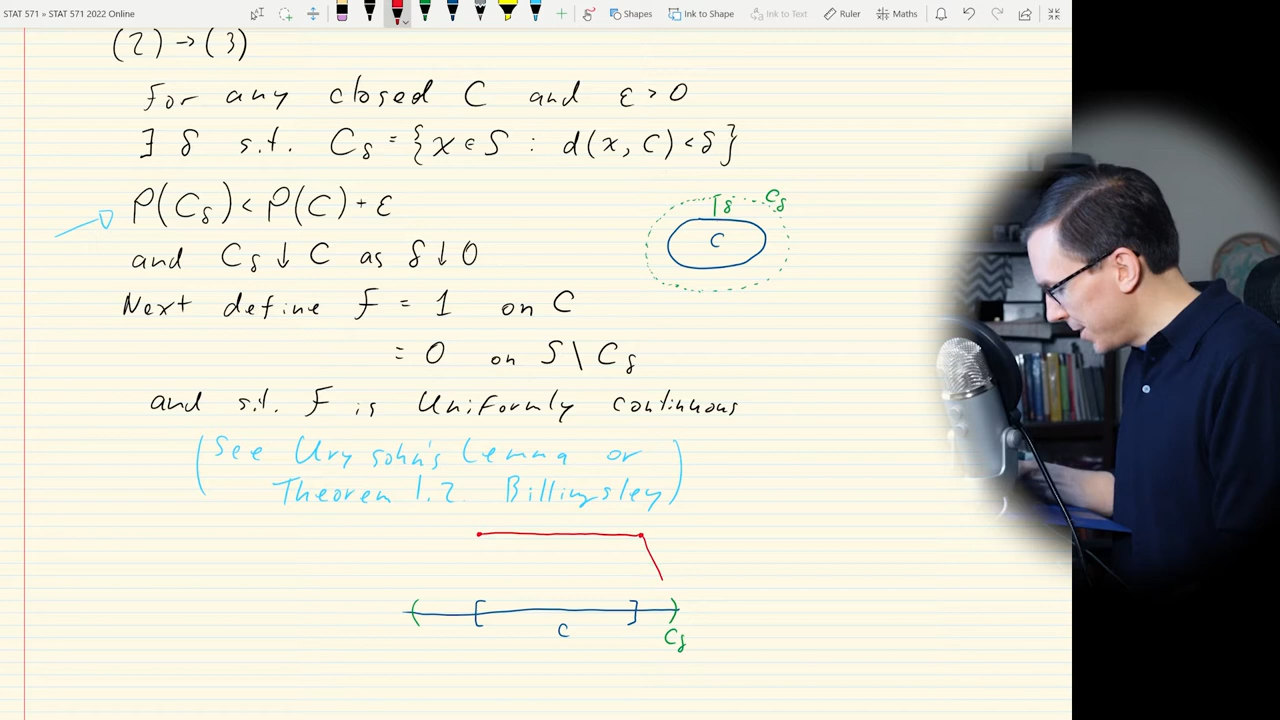 STAT 571 » STAT 571 2022 Online
Shapes
Ink to Shape
Ink to Text
Ruler
Maths
(2) → (3)
For any closed C and ε > 0
∃ δ s.t. C_δ = {x ∈ S : d(x, C) < δ}
P(C_δ) < P(C) + ε
δ C_δ
C
and C_δ ↓ C as δ ↓ 0
Next define f = 1 on C
= 0 on S \ C_δ
and s.t. f is Uniformly continuous
(See Urysohn's Lemma or
Theorem 1.2. Billingsley)
( [ ] )
C
C_δ